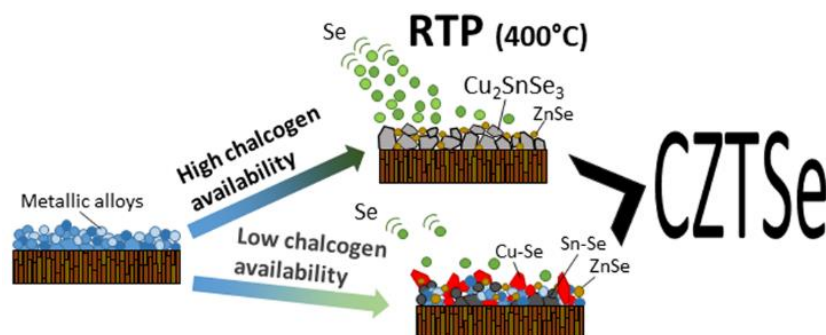 Se
RTP (400°C)
Cu₂SnSe₃
ZnSe
High chalcogen
availability
CZTSe
Metallic alloys
Se
Low chalcogen
availability
Cu-Se
Sn-Se
ZnSe